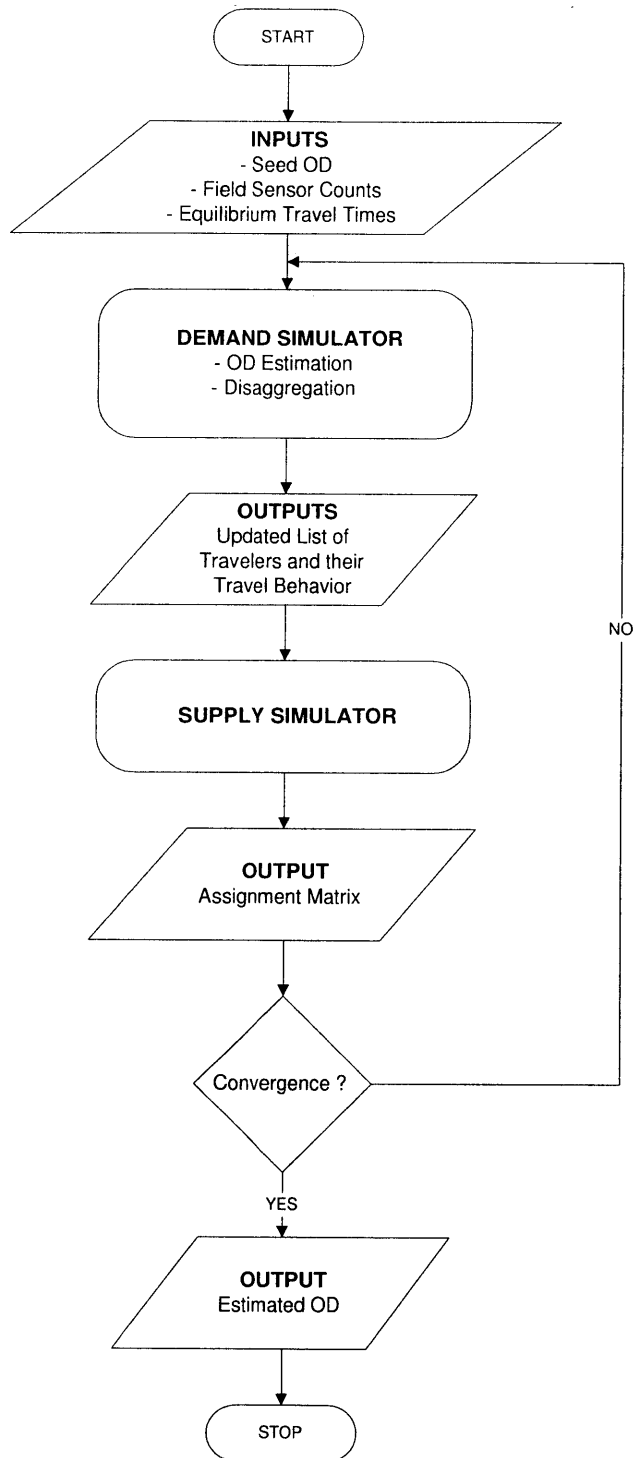 START
INPUTS
- Seed OD
- Field Sensor Counts
- Equilibrium Travel Times
DEMAND SIMULATOR
- OD Estimation
- Disaggregation
OUTPUTS
Updated List of
Travelers and their
Travel Behavior
NO
SUPPLY SIMULATOR
OUTPUT
Assignment Matrix
Convergence ?
YES
OUTPUT
Estimated OD
STOP